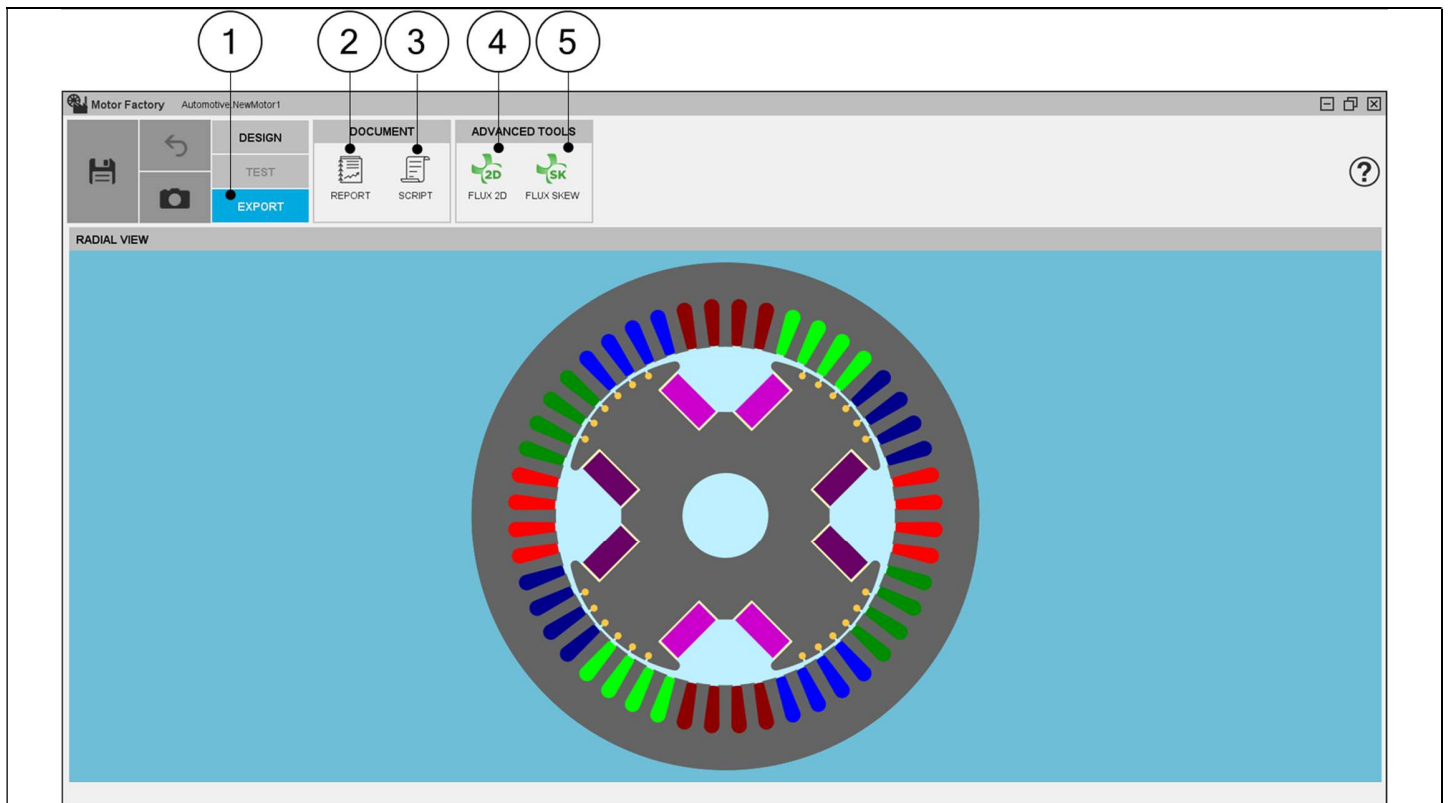 1 2 3 4 5
Motor Factory Automotive.NewMotor1
DESIGN DOCUMENT ADVANCED TOOLS
TEST
EXPORT
2D SK
REPORT SCRIPT FLUX 2D FLUX SKEW
?
RADIAL VIEW